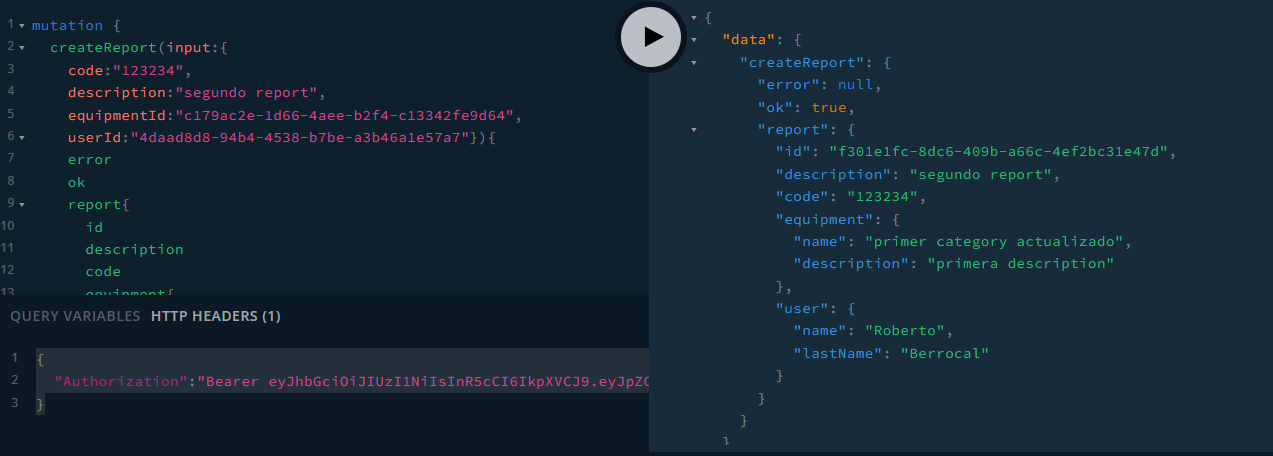 1 mutation {
2 createReport(input:{
3 code:"123234",
4 description:"segundo report",
5 equipmentId:"c179ac2e-1d66-4aee-b2f4-c13342fe9d64",
6 userId:"4daad8d8-94b4-4538-b7be-a3b46a1e57a7"}){
7 error
8 ok
9 report{
10 id
11 description
12 code
13 equipment{
QUERY VARIABLES HTTP HEADERS (1)
1 {
2 "Authorization":"Bearer eyJhbGciOiJIUzI1NiIsInR5cCI6IkpXVCJ9.eyJpZC
3 }
{
"data": {
"createReport": {
"error": null,
"ok": true,
"report": {
"id": "f301e1fc-8dc6-409b-a66c-4ef2bc31e47d",
"description": "segundo report",
"code": "123234",
"equipment": {
"name": "primer category actualizado",
"description": "primera description"
},
"user": {
"name": "Roberto",
"lastName": "Berrocal"
}
}
}
}